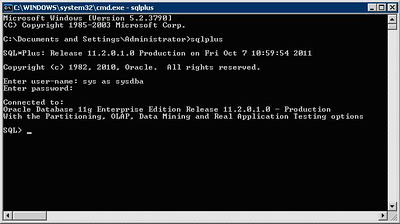 C:\WINDOWS\system32\cmd.exe - sqlplus
Microsoft Windows [Version 5.2.3790]
(C) Copyright 1985-2003 Microsoft Corp.
C:\Documents and Settings\Administrator>sqlplus
SQL*Plus: Release 11.2.0.1.0 Production on Fri Oct 7 10:59:54 2011
Copyright (c) 1982, 2010, Oracle.  All rights reserved.
Enter user-name: sys as sysdba
Enter password:
Connected to:
Oracle Database 11g Enterprise Edition Release 11.2.0.1.0 - Production
With the Partitioning, OLAP, Data Mining and Real Application Testing options
SQL> _